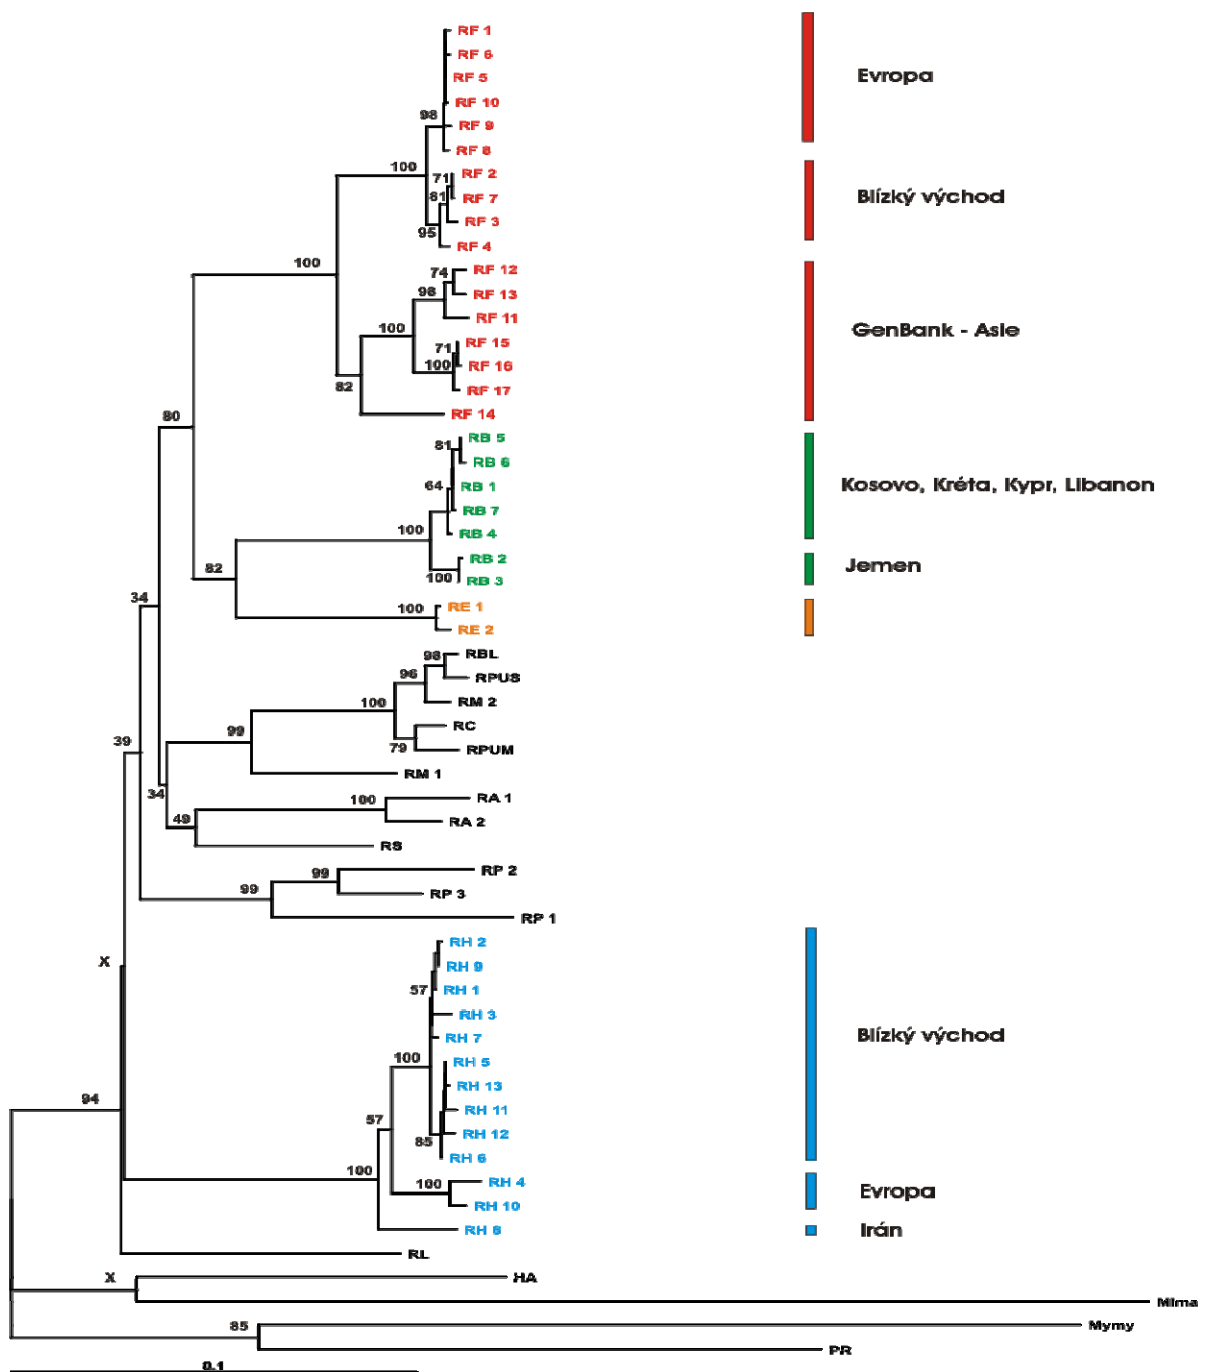 RF 1
RF 6
Evropa
RF 5
RF 10
98
RF 9
RF 8
100
71
RF 2
81
RF 7
Blízký východ
RF 3
95
RF 4
100
74
RF 12
98
RF 13
RF 11
100
GenBank - Asie
71
RF 15
100
RF 16
82
RF 17
RF 14
80
RB 5
81
RB 6
64
RB 1
Kosovo, Kréta, Kypr, Libanon
RB 7
100
RB 4
RB 2
82
Jemen
100
RB 3
34
100
RE 1
RE 2
98
RBL
96
RPUS
100
RM 2
RC
99
79
RPUM
39
RM 1
34
100
RA 1
49
RA 2
RS
99
RP 2
99
RP 3
RP 1
RH 2
X
RH 9
57
RH 1
RH 3
RH 7
Blízký východ
100
RH 5
RH 13
94
RH 11
57
RH 12
85
RH 6
100
100
RH 4
Evropa
RH 10
RH 8
Irán
RL
X
HA
Mima
85
Mymy
PR
0.1